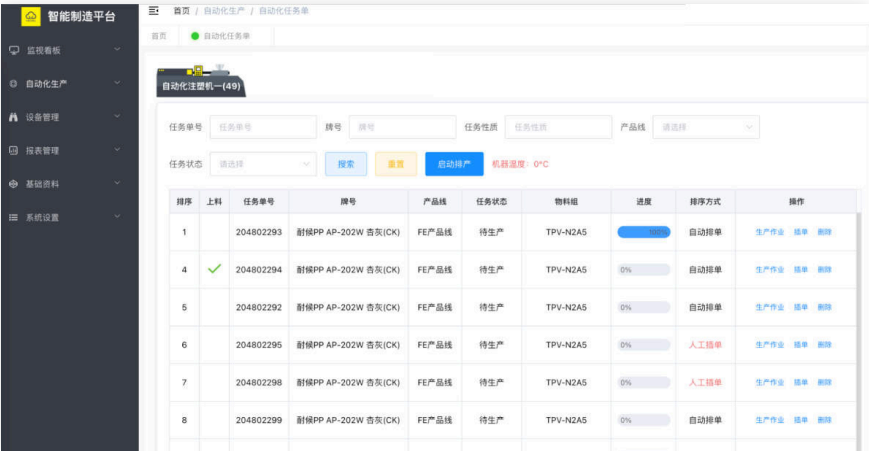 智能制造平台
首页 / 自动化生产 / 自动化任务单
首页 自动化任务单
监视看板
自动化生产
设备管理
报表管理
基础资料
系统设置
自动化注塑机一(49)
任务单号 任务单号 牌号 牌号 任务性质 任务性质 产品线 请选择
任务状态 请选择 搜索 重置 启动排产 机器温度: 0°C
排序 上料 任务单号 牌号 产品线 任务状态 物料组 进度 排序方式 操作
1 204802293 耐候PP AP-202W 杏灰(CK) FE产品线 待生产 TPV-N2A5 100% 自动排单 生产作业 插单 删除
4 204802294 耐候PP AP-202W 杏灰(CK) FE产品线 待生产 TPV-N2A5 0% 自动排单 生产作业 插单 删除
5 204802292 耐候PP AP-202W 杏灰(CK) FE产品线 待生产 TPV-N2A5 0% 自动排单 生产作业 插单 删除
6 204802295 耐候PP AP-202W 杏灰(CK) FE产品线 待生产 TPV-N2A5 0% 人工插单 生产作业 插单 删除
7 204802298 耐候PP AP-202W 杏灰(CK) FE产品线 待生产 TPV-N2A5 0% 人工插单 生产作业 插单 删除
8 204802299 耐候PP AP-202W 杏灰(CK) FE产品线 待生产 TPV-N2A5 0% 自动排单 生产作业 插单 删除